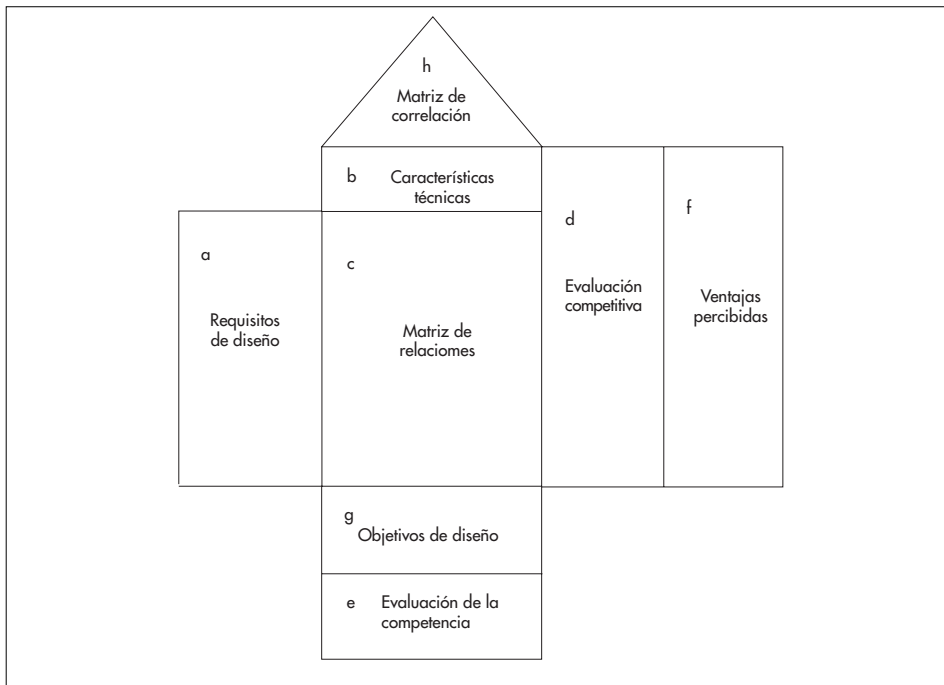 h
Matriz de
correlación
b
Características
técnicas
a
Requisitos
de diseño
c
Matriz de
relaciomes
d
Evaluación
competitiva
f
Ventajas
percibidas
g
Objetivos de diseño
e
Evaluación de la
competencia